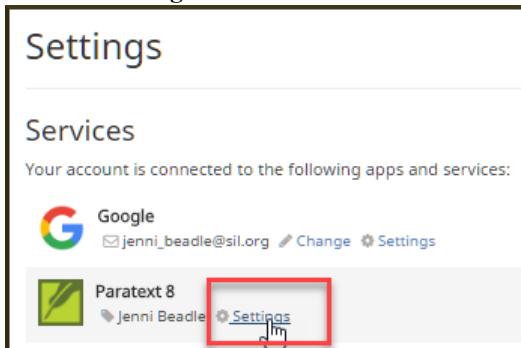 Settings
Services
Your account is connected to the following apps and services:
Google
jenni_beadle@sil.org Change Settings
Paratext 8
Jenni Beadle Settings